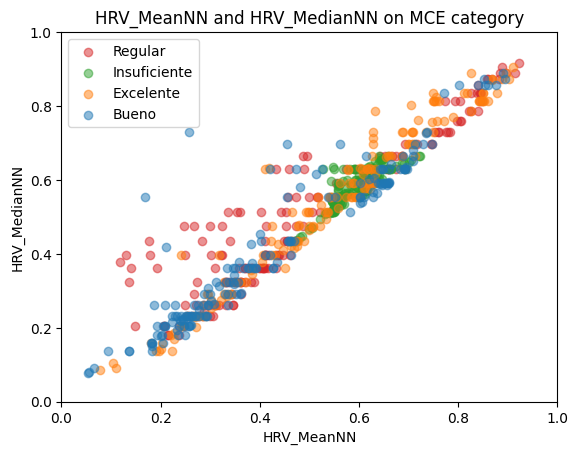 HRV_MeanNN and HRV_MedianNN on MCE category
Regular
Insuficiente
Excelente
Bueno
HRV_MedianNN
1.0
0.8
0.6
0.4
0.2
0.0
0.0 0.2 0.4 0.6 0.8 1.0
HRV_MeanNN